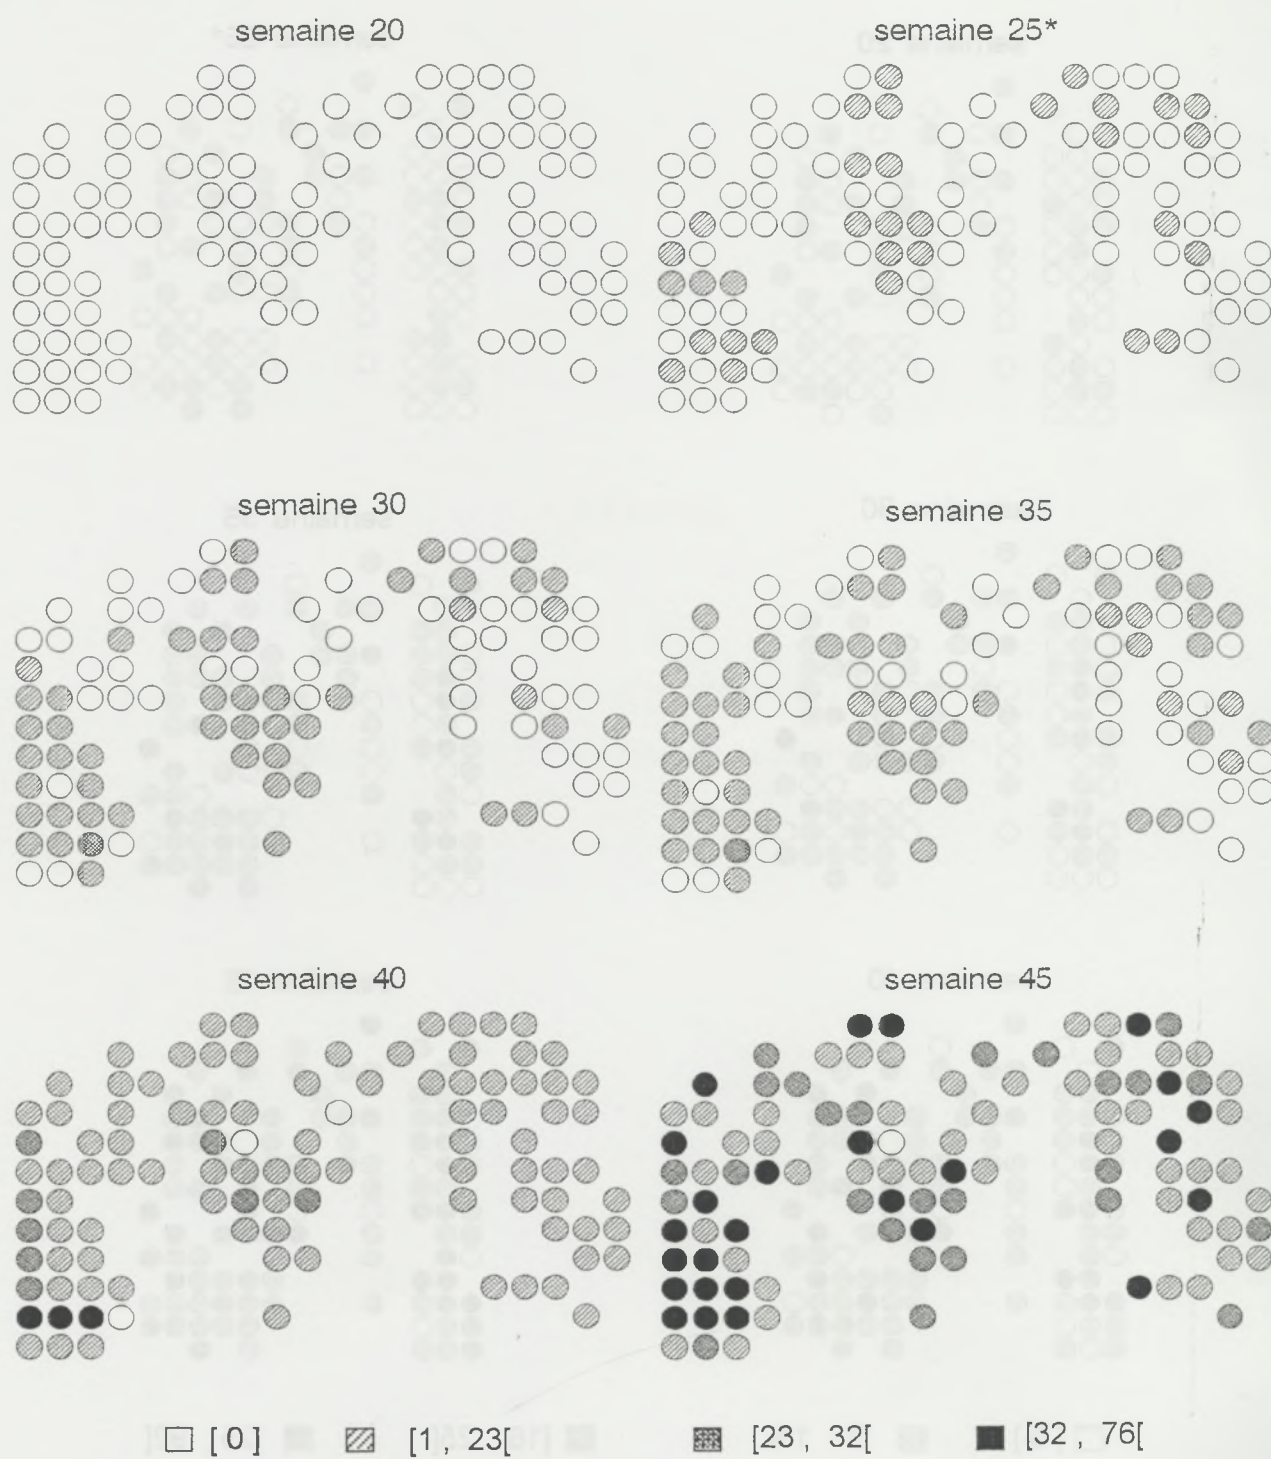 semaine 20
semaine 25*
semaine 30
semaine 35
semaine 40
semaine 45
[ 0 ] [1 , 23[ [23 , 32[ [32 , 76[